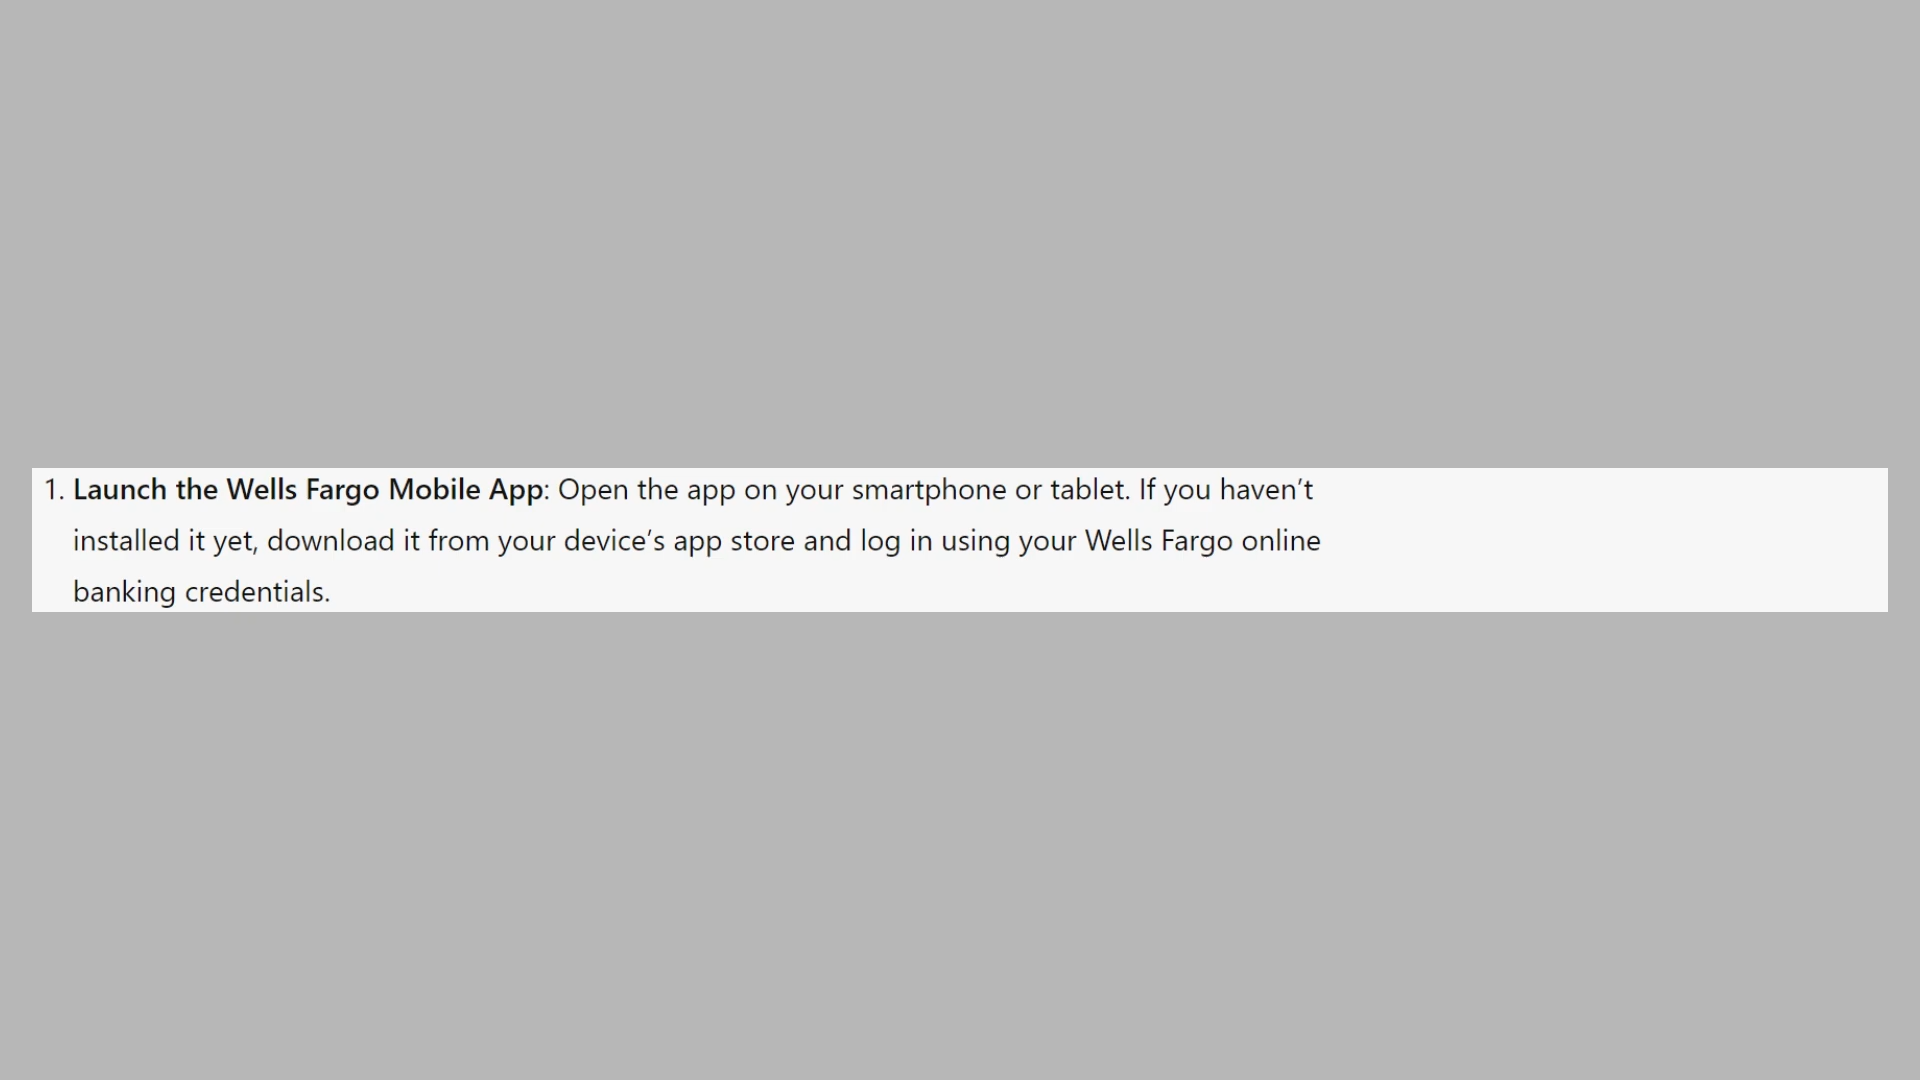 1. Launch the Wells Fargo Mobile App: Open the app on your smartphone or tablet. If you haven’t
installed it yet, download it from your device’s app store and log in using your Wells Fargo online
banking credentials.